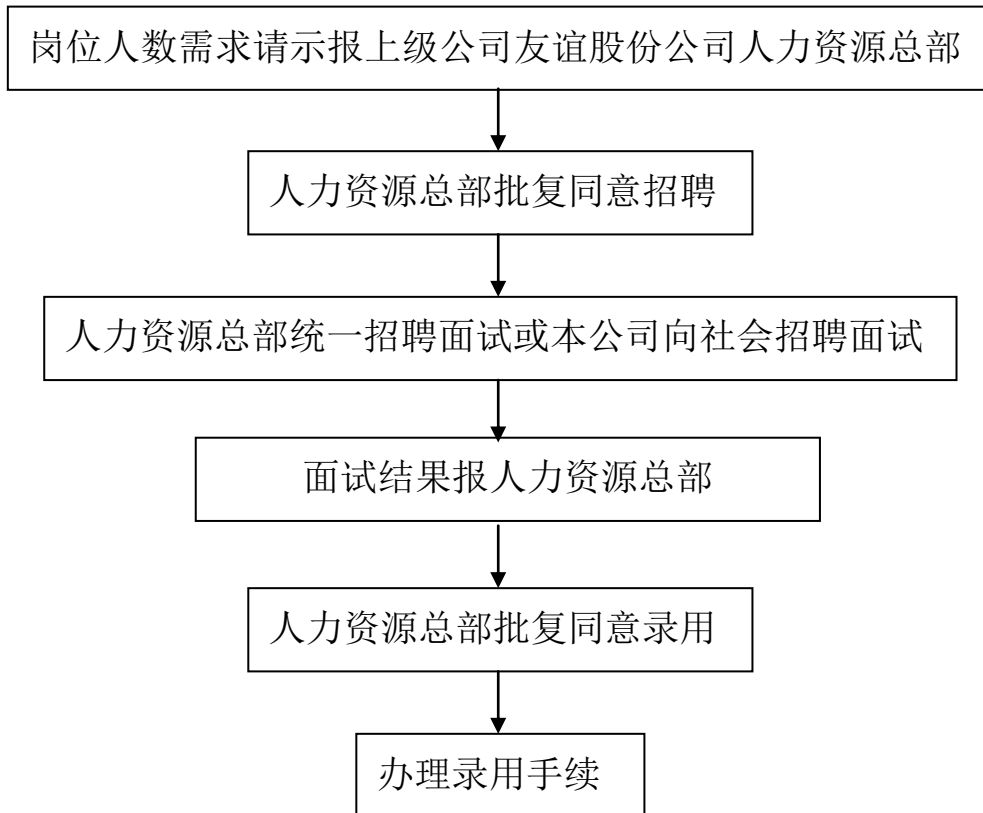 岗位人数需求请示报上级公司友谊股份公司人力资源总部
人力资源总部批复同意招聘
人力资源总部统一招聘面试或本公司向社会招聘面试
面试结果报人力资源总部
人力资源总部批复同意录用
办理录用手续